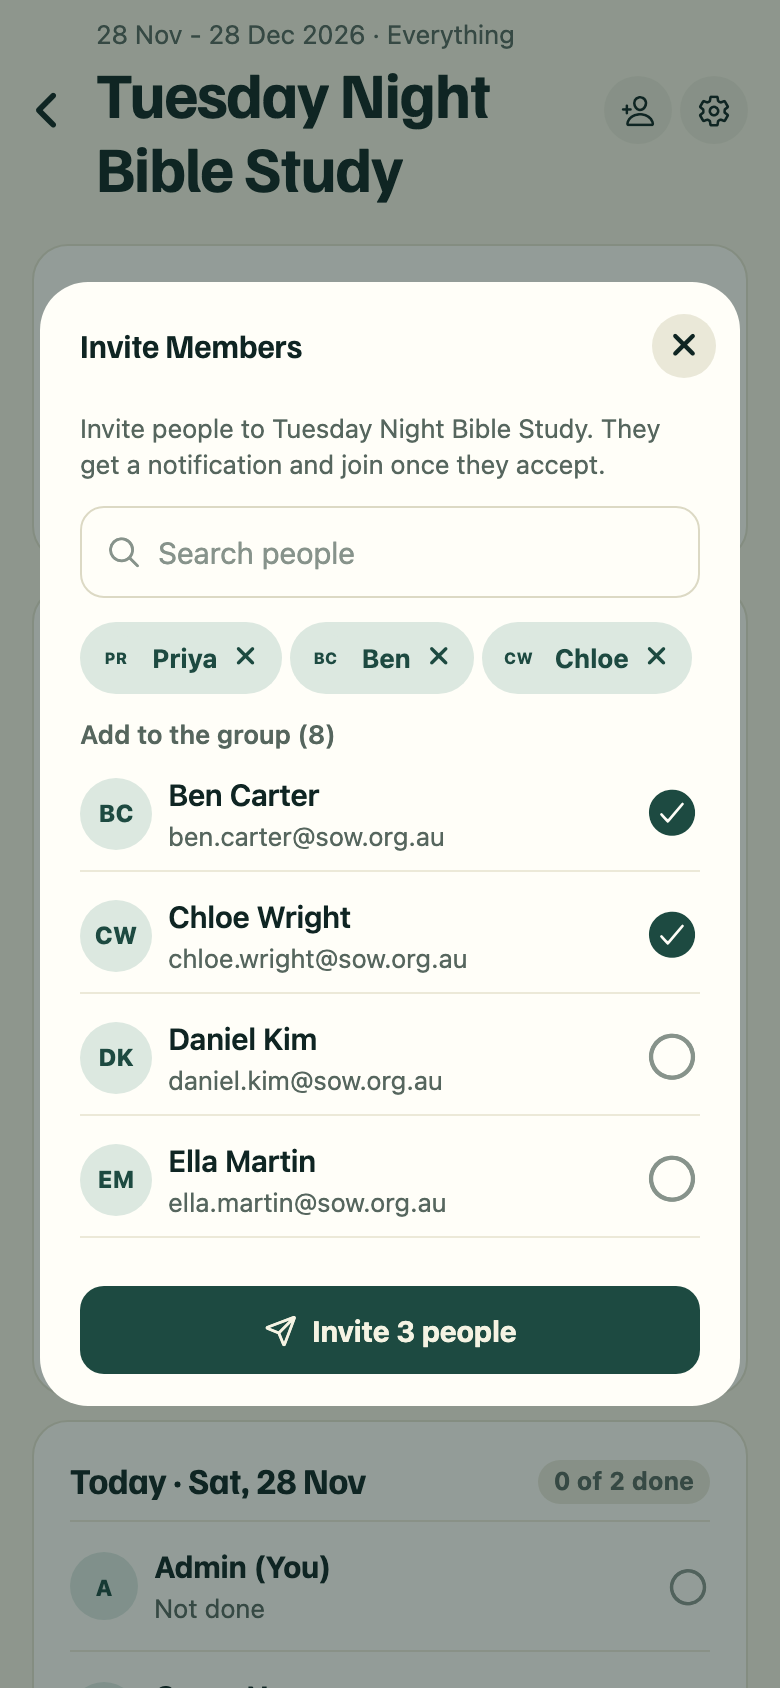 28 Nov - 28 Dec 2026 · Everything
Tuesday Night
Bible Study
Invite Members
Invite people to Tuesday Night Bible Study. They
get a notification and join once they accept.
Search people
PR Priya
BC Ben
CW Chloe
Add to the group (8)
BC
Ben Carter
ben.carter@sow.org.au
CW
Chloe Wright
chloe.wright@sow.org.au
DK
Daniel Kim
daniel.kim@sow.org.au
EM
Ella Martin
ella.martin@sow.org.au
Invite 3 people
Today · Sat, 28 Nov
0 of 2 done
A
Admin (You)
Not done